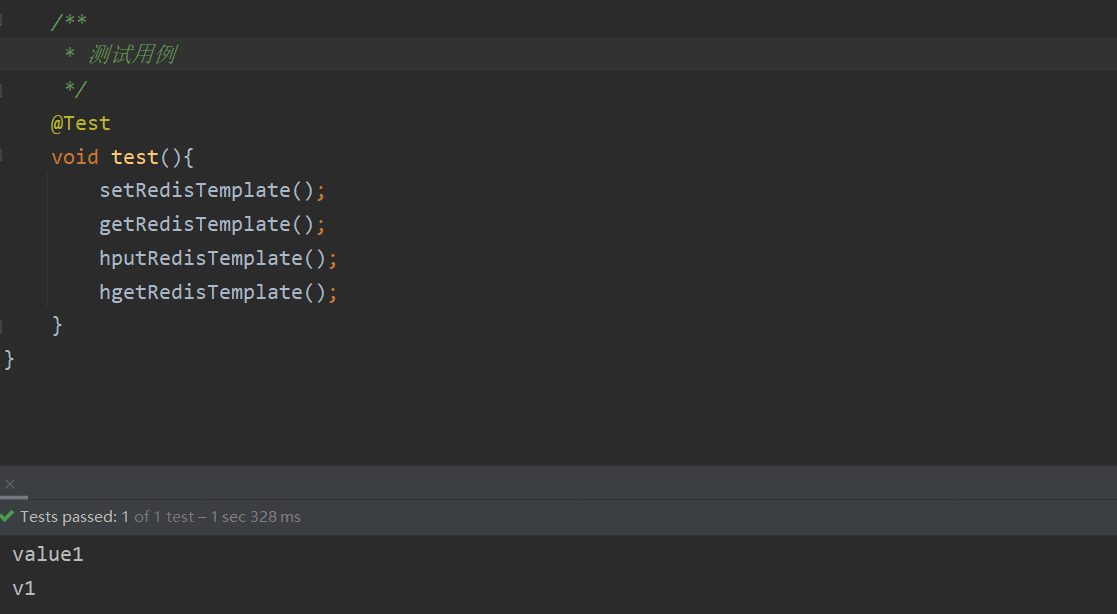 /**
* 测试用例
*/
@Test
void test(){
setRedisTemplate();
getRedisTemplate();
hputRedisTemplate();
hgetRedisTemplate();
}
}
Tests passed: 1 of 1 test – 1 sec 328 ms
value1
v1